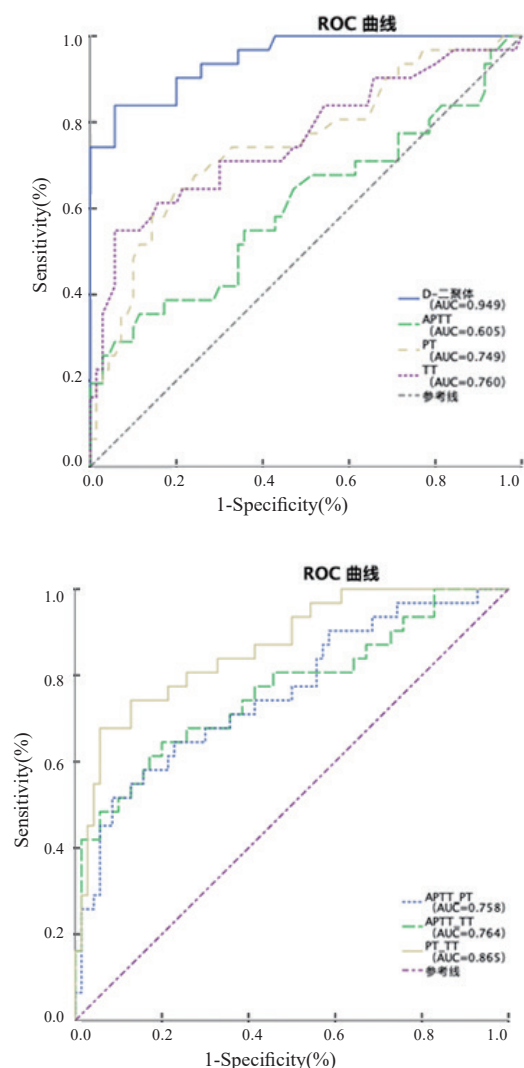 ROC 曲线
1.0
0.8
0.6
0.4
0.2
0.0
Sensitivity(%)
D-二聚体
(AUC=0.949)
APTT
(AUC=0.605)
PT
(AUC=0.749)
TT
(AUC=0.760)
参考线
0.0 0.2 0.4 0.6 0.8 1.0
1-Specificity(%)
ROC 曲线
1.0
0.8
0.6
0.4
0.2
0.0
Sensitivity(%)
APTT_PT
(AUC=0.758)
APTT_TT
(AUC=0.764)
PT_TT
(AUC=0.865)
参考线
0.0 0.2 0.4 0.6 0.8 1.0
1-Specificity(%)